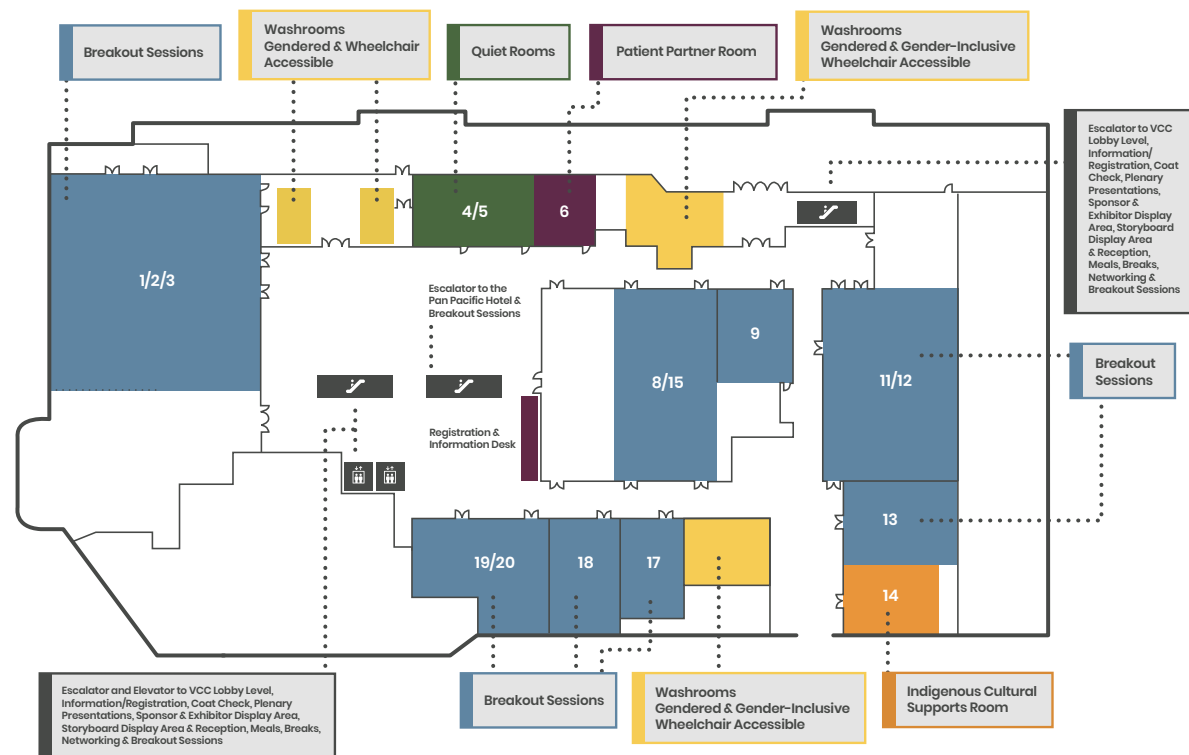 Breakout Sessions
Washrooms
Gendered & Wheelchair
Accessible
Quiet Rooms
Patient Partner Room
Washrooms
Gendered & Gender-Inclusive
Wheelchair Accessible
Escalator to VCC
Lobby Level,
Information/
Registration, Coat
Check, Plenary
Presentations,
Sponsor &
Exhibitor Display
Area, Storyboard
Display Area
& Reception,
Meals, Breaks,
Networking &
Breakout Sessions
4/5
6
1/2/3
Escalator to the
Pan Pacific Hotel &
Breakout Sessions
9
8/15
11/12
Breakout
Sessions
Registration &
Information Desk
13
19/20
18
17
14
Escalator and Elevator to VCC Lobby Level,
Information/Registration, Coat Check, Plenary
Presentations, Sponsor & Exhibitor Display Area,
Storyboard Display Area & Reception, Meals, Breaks,
Networking & Breakout Sessions
Breakout Sessions
Washrooms
Gendered & Gender-Inclusive
Wheelchair Accessible
Indigenous Cultural
Supports Room